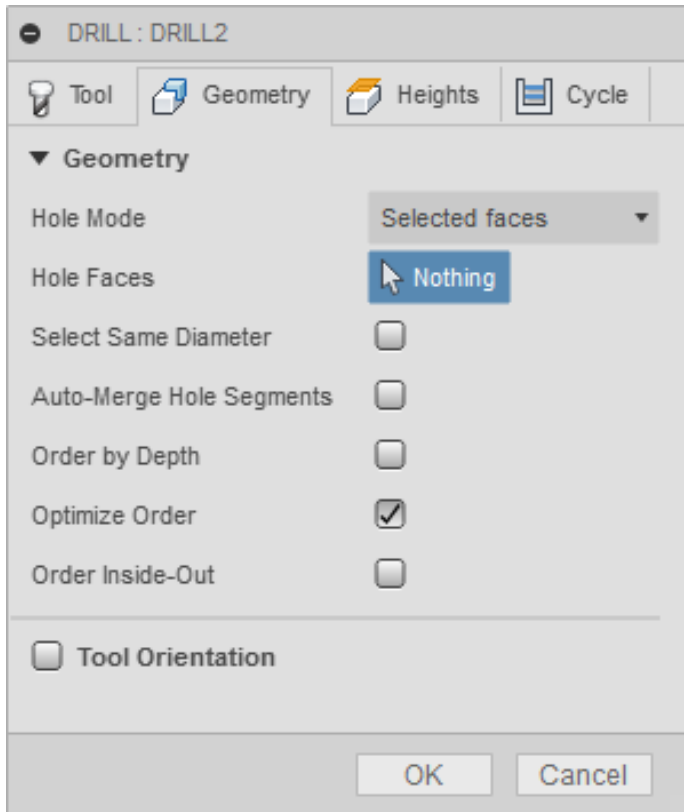 DRILL : DRILL2
Tool Geometry Heights Cycle
Geometry
Hole Mode Selected faces
Hole Faces Nothing
Select Same Diameter
Auto-Merge Hole Segments
Order by Depth
Optimize Order
Order Inside-Out
Tool Orientation
OK Cancel